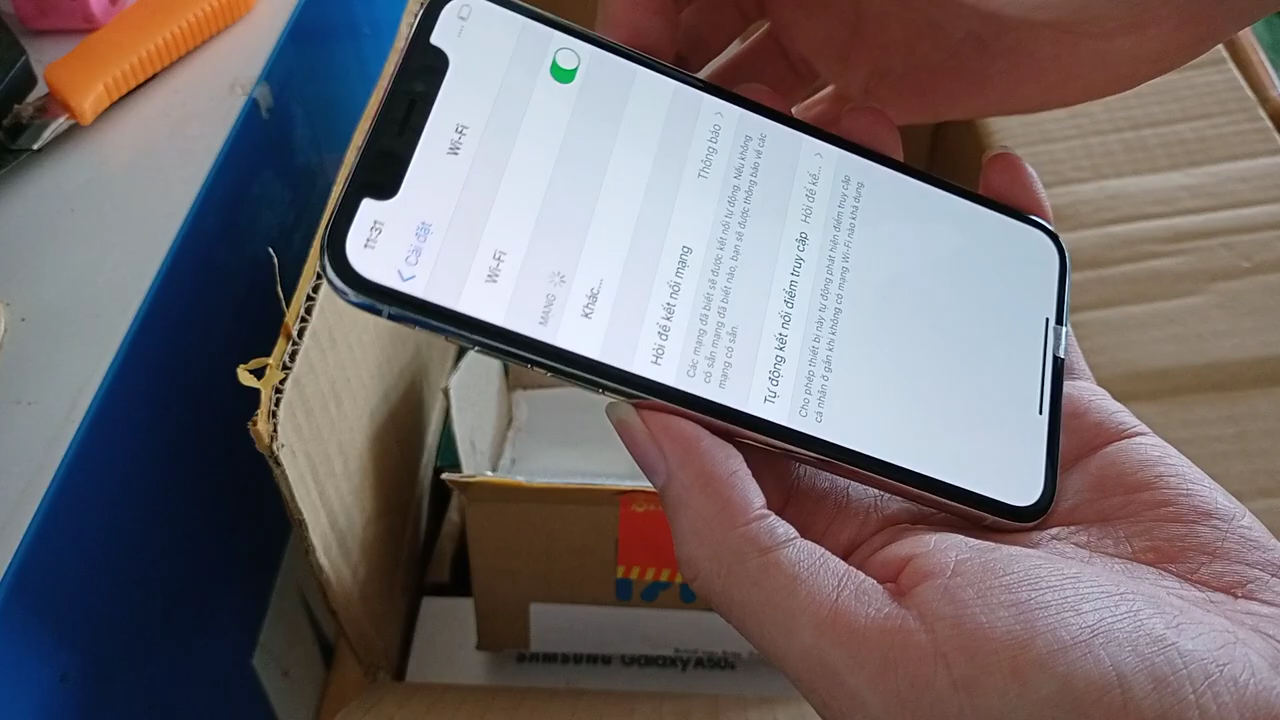 11:31
Cài đặt
Wi-Fi
Wi-Fi
MẠNG
Khác...
Hỏi để kết nối mạng
Thông báo
Các mạng đã biết sẽ được kết nối tự động. Nếu không
có sẵn mạng đã biết nào, bạn sẽ được thông báo về các
mạng có sẵn.
Tự động kết nối điểm truy cập
Hỏi để kế...
Cho phép thiết bị này tự động phát hiện điểm truy cập
cá nhân ở gần khi không có mạng Wi-Fi nào khả dụng.
SAMSUNG Galaxy A50s